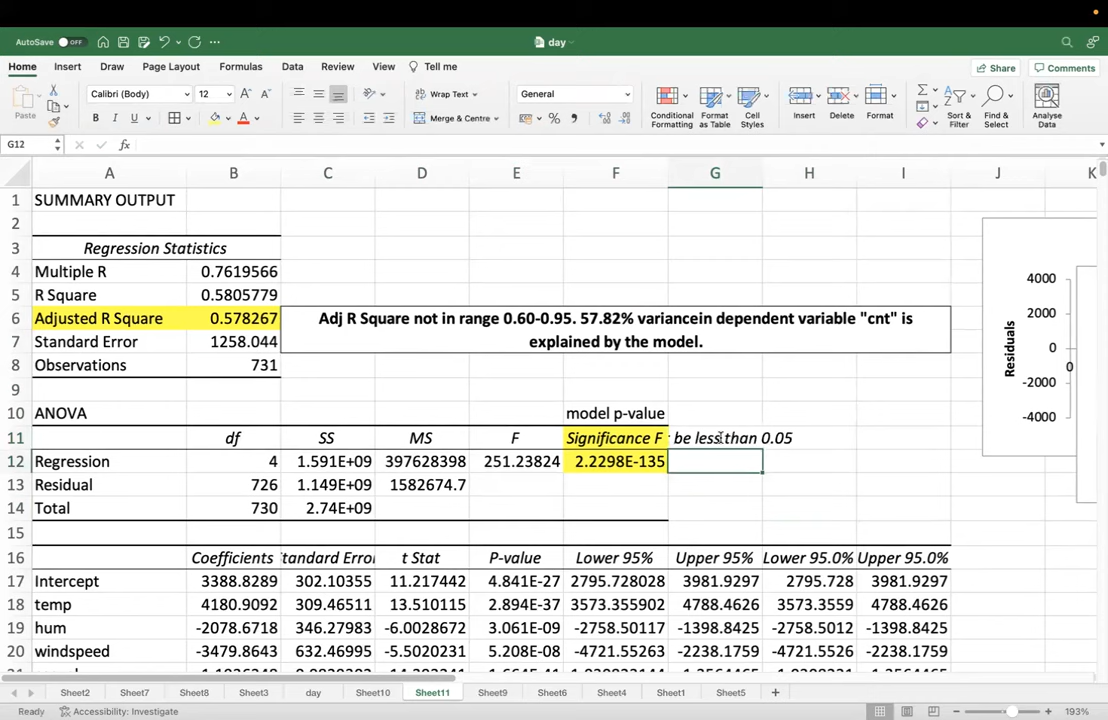 AutoSave OFF ... day
Home Insert Draw Page Layout Formulas Data Review View Tell me Share Comments
Paste Calibri (Body) 12 A A Wrap Text General Conditional Formatting Format as Table Cell Styles Insert Delete Format Sort & Filter Find & Select Analyse Data
B I U A Merge & Centre %
G12 fx
A B C D E F G H I J K
1 SUMMARY OUTPUT
2
3 Regression Statistics
4 Multiple R 0.7619566
5 R Square 0.5805779
6 Adjusted R Square 0.578267 Adj R Square not in range 0.60-0.95. 57.82% variancein dependent variable "cnt" is
7 Standard Error 1258.044 explained by the model.
8 Observations 731
9
10 ANOVA model p-value
11 df SS MS F Significance F be less than 0.05
12 Regression 4 1.591E+09 397628398 251.23824 2.2298E-135
13 Residual 726 1.149E+09 1582674.7
14 Total 730 2.74E+09
15
16 Coefficients tandard Erro t Stat P-value Lower 95% Upper 95% Lower 95.0% Upper 95.0%
17 Intercept 3388.8289 302.10355 11.217442 4.841E-27 2795.728028 3981.9297 2795.728 3981.9297
18 temp 4180.9092 309.46511 13.510115 2.894E-37 3573.355902 4788.4626 3573.3559 4788.4626
19 hum -2078.6718 346.27983 -6.0028672 3.061E-09 -2758.50117 -1398.8425 -2758.5012 -1398.8425
20 windspeed -3479.8643 632.46995 -5.5020231 5.208E-08 -4721.55263 -2238.1759 -4721.5526 -2238.1759
4000
2000
0
-2000
-4000
0
Residuals
Sheet2 Sheet7 Sheet8 Sheet3 day Sheet10 Sheet11 Sheet9 Sheet6 Sheet4 Sheet1 Sheet5 +
Ready Accessibility: Investigate 193%